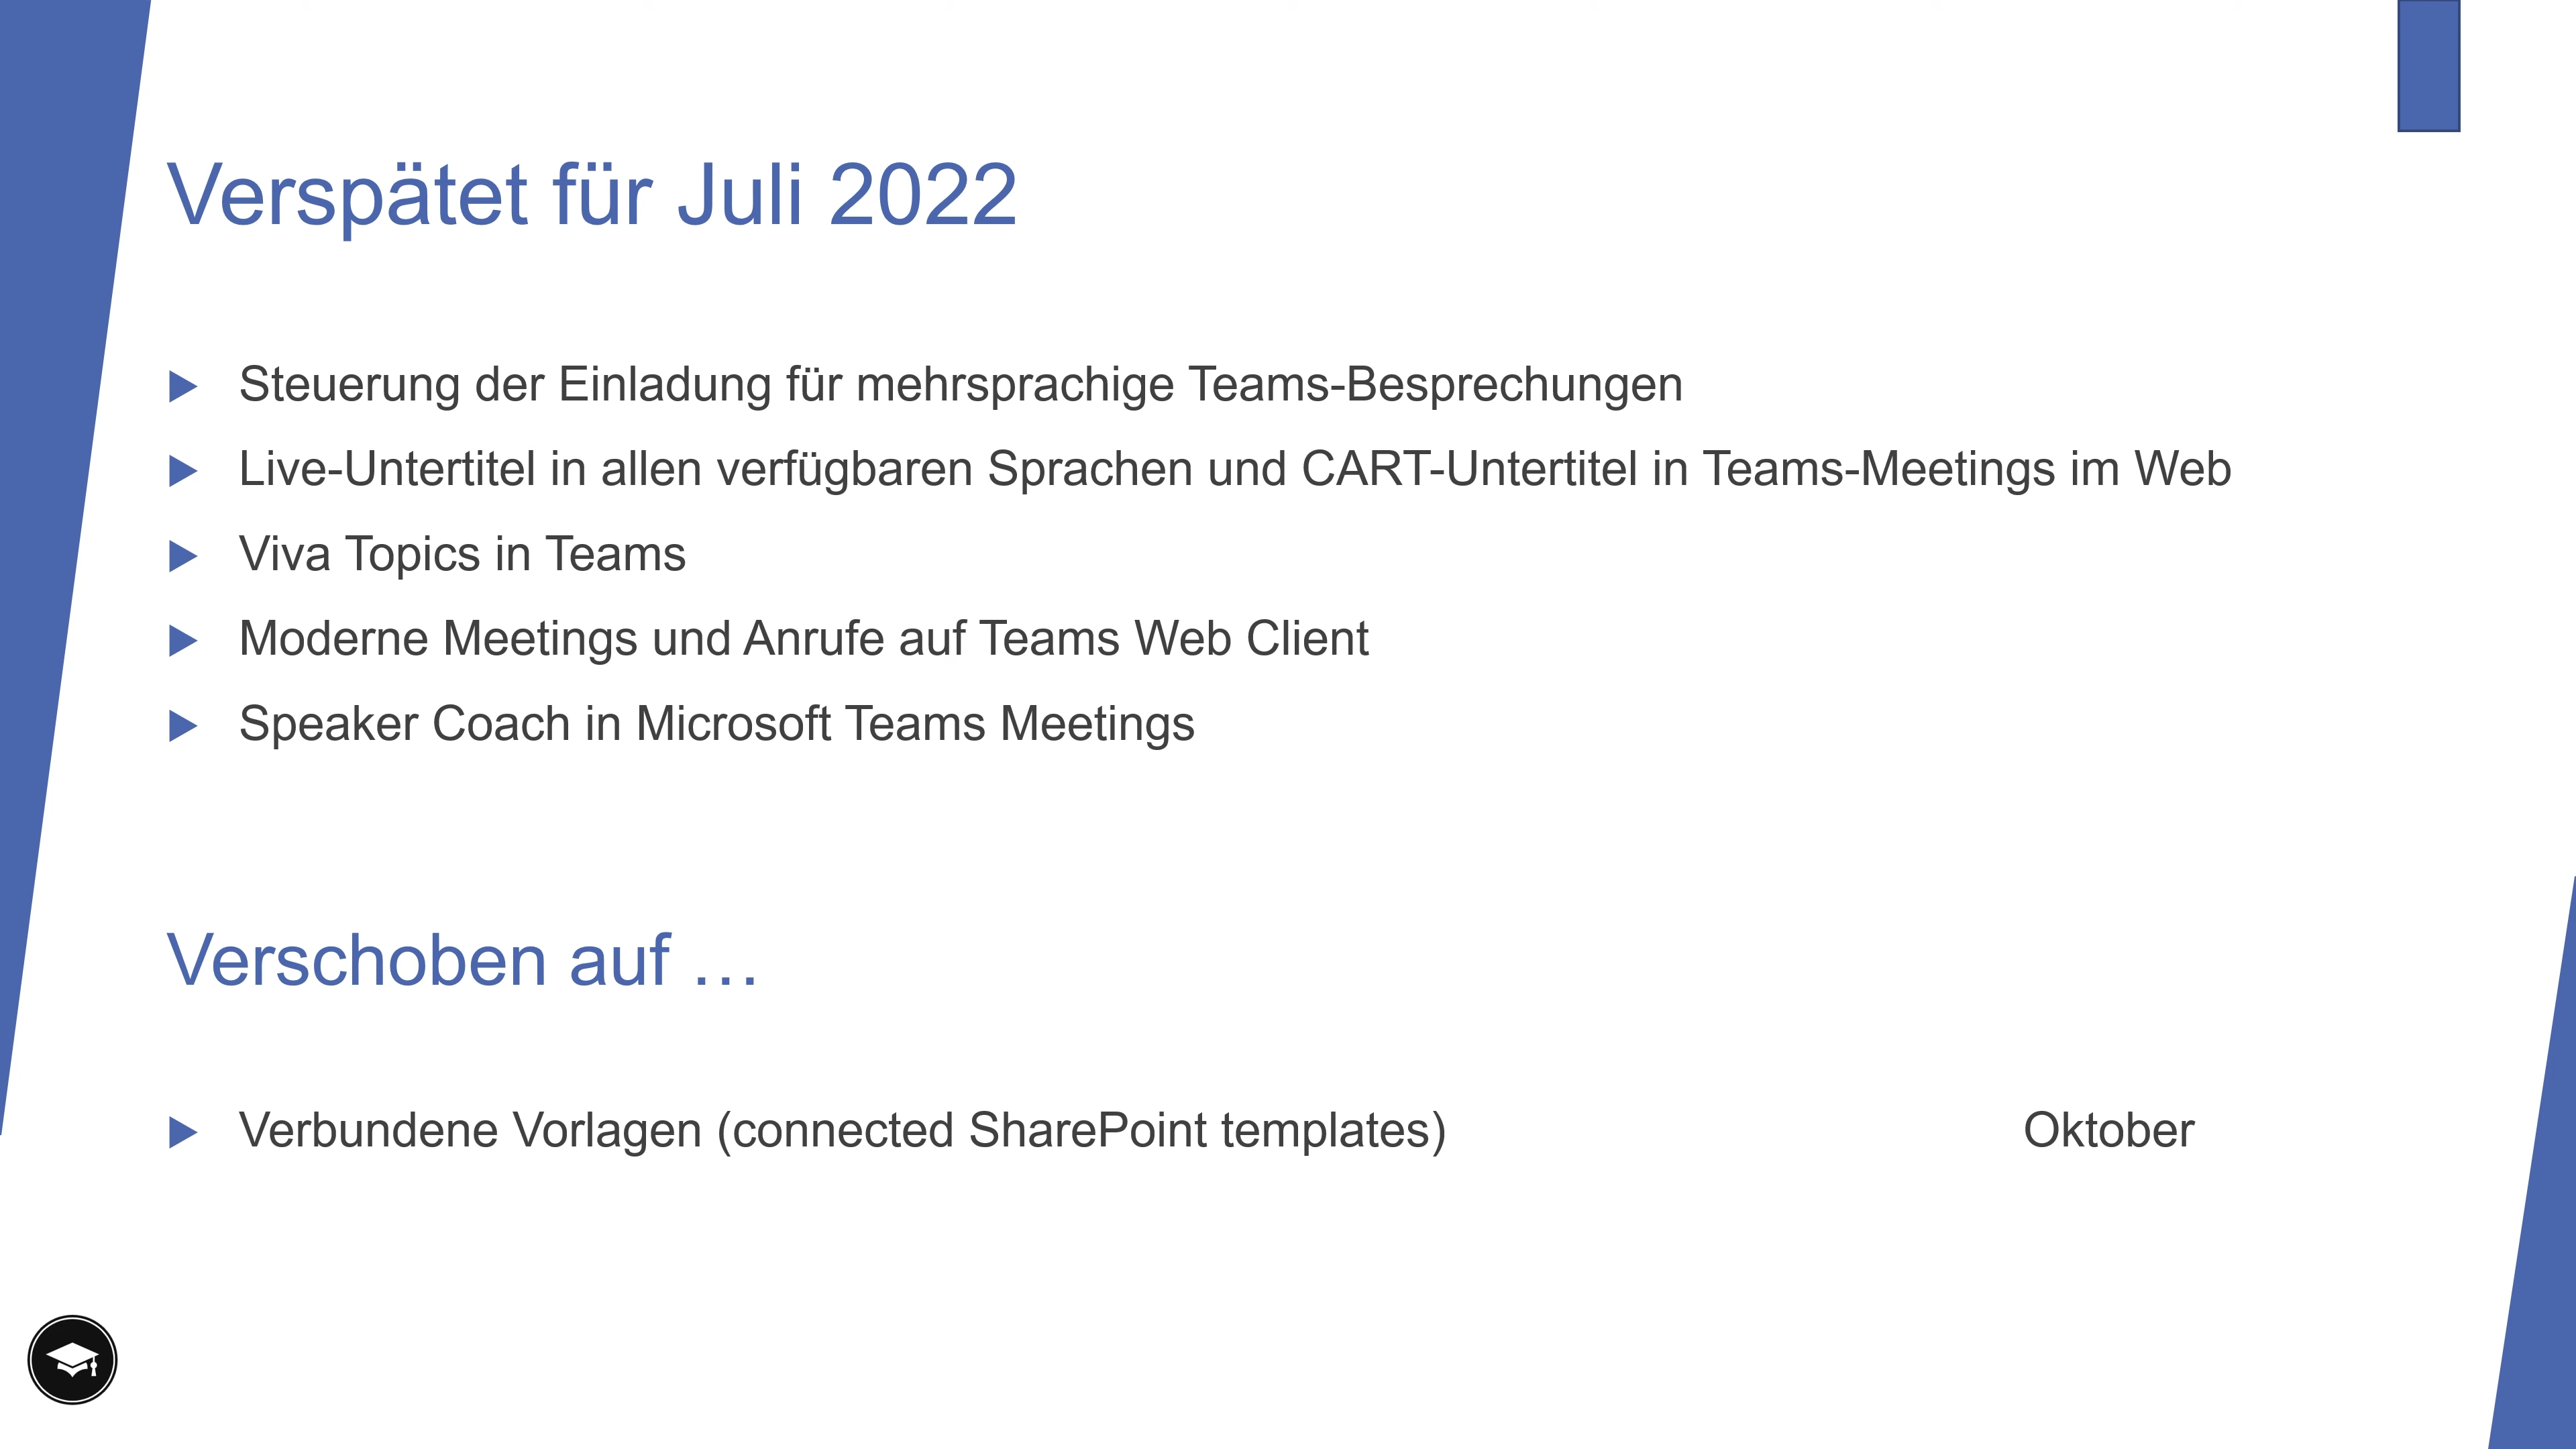 Verspätet für Juli 2022
Steuerung der Einladung für mehrsprachige Teams-Besprechungen
Live-Untertitel in allen verfügbaren Sprachen und CART-Untertitel in Teams-Meetings im Web
Viva Topics in Teams
Moderne Meetings und Anrufe auf Teams Web Client
Speaker Coach in Microsoft Teams Meetings
Verschoben auf …
Verbundene Vorlagen (connected SharePoint templates) Oktober